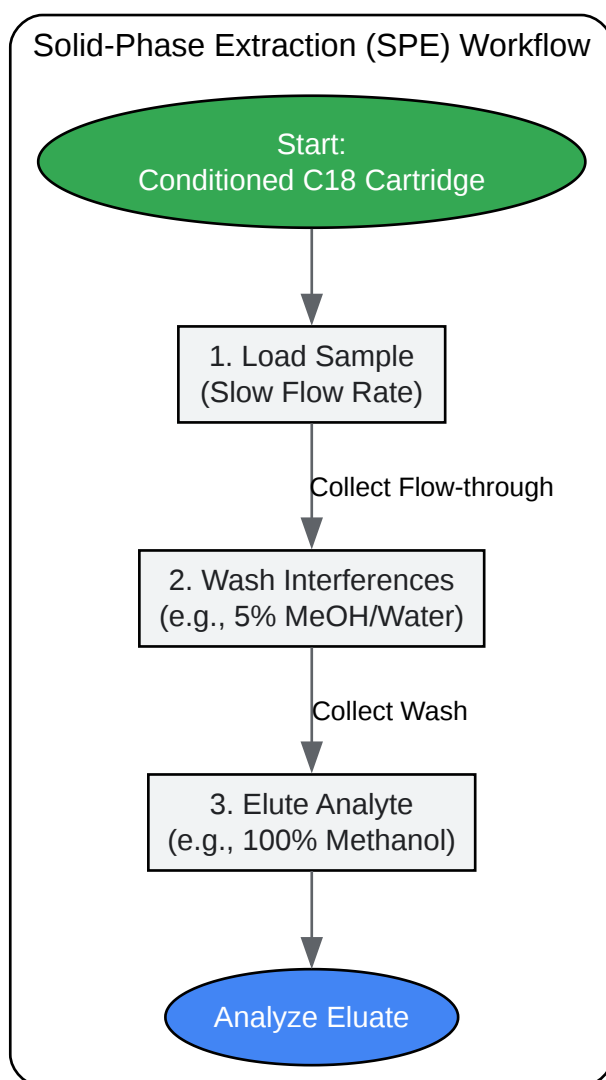 Solid-Phase Extraction (SPE) Workflow
Start:
Conditioned C18 Cartridge
1. Load Sample
(Slow Flow Rate)
Collect Flow-through
2. Wash Interferences
(e.g., 5% MeOH/Water)
Collect Wash
3. Elute Analyte
(e.g., 100% Methanol)
Analyze Eluate